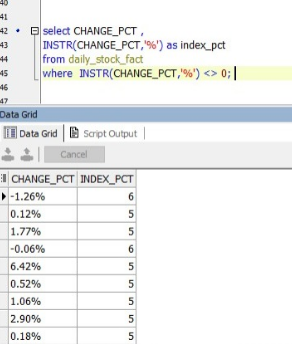 40
41
42 select CHANGE_PCT ,
43 INSTR(CHANGE_PCT,'%') as index_pct
44 from daily_stock_fact
45 where INSTR(CHANGE_PCT,'%') <> 0;
46
47
Data Grid
Data Grid Script Output
Cancel
CHANGE_PCT INDEX_PCT
-1.26% 6
0.12% 5
1.77% 5
-0.06% 6
6.42% 5
0.52% 5
1.06% 5
2.90% 5
0.18% 5